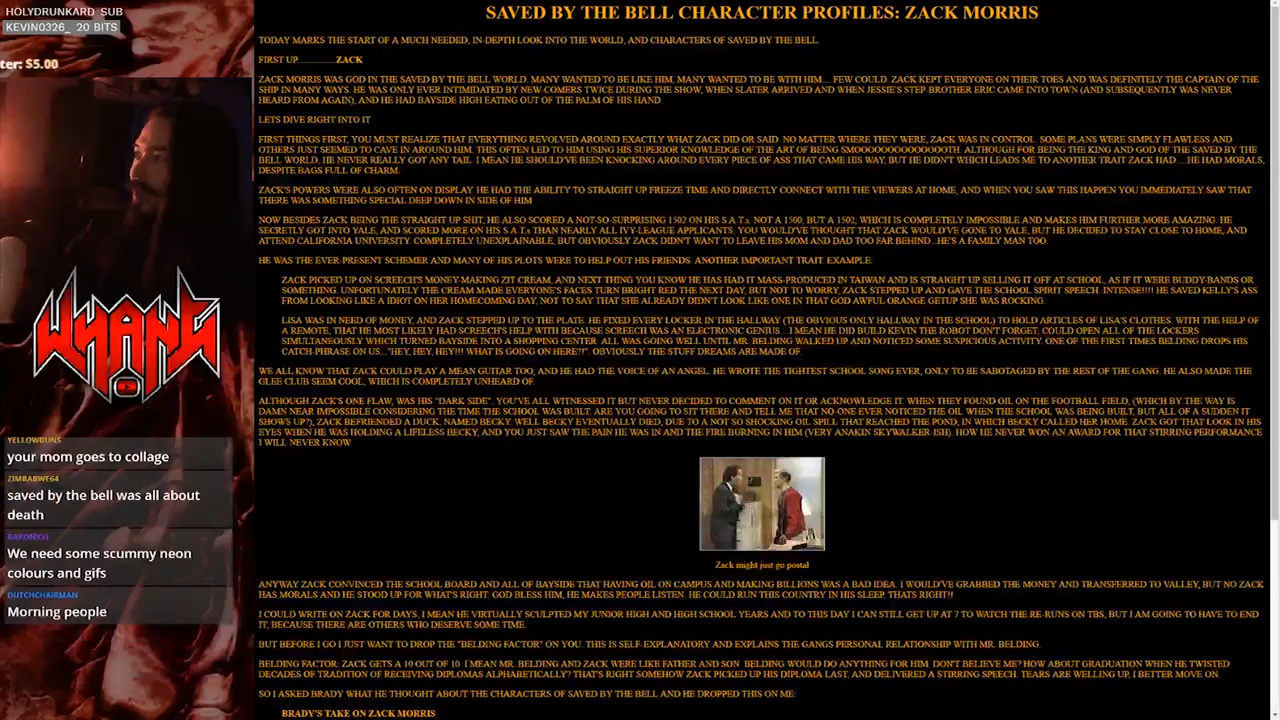 HOLYDRUNKARD_SUB
KEVIN0326_ 20 BITS
ter: $5.00
WHANG
YELLOWBUNS
your mom goes to collage
ZIMBABWE64
saved by the bell was all about
death
BARONXVI
We need some scummy neon
colours and gifs
DUTCHCHAIRMAN
Morning people
SAVED BY THE BELL CHARACTER PROFILES: ZACK MORRIS
TODAY MARKS THE START OF A MUCH NEEDED, IN-DEPTH LOOK INTO THE WORLD, AND CHARACTERS OF SAVED BY THE BELL.
FIRST UP...............ZACK
ZACK MORRIS WAS GOD IN THE SAVED BY THE BELL WORLD. MANY WANTED TO BE LIKE HIM, MANY WANTED TO BE WITH HIM.... FEW COULD. ZACK KEPT EVERYONE ON THEIR TOES AND WAS DEFINITELY THE CAPTAIN OF THE
SHIP IN MANY WAYS. HE WAS ONLY EVER INTIMIDATED BY NEW-COMERS TWICE DURING THE SHOW, WHEN SLATER ARRIVED AND WHEN JESSIE'S STEP-BROTHER ERIC CAME INTO TOWN (AND SUBSEQUENTLY WAS NEVER
HEARD FROM AGAIN), AND HE HAD BAYSIDE HIGH EATING OUT OF THE PALM OF HIS HAND.
LETS DIVE RIGHT INTO IT
FIRST THINGS FIRST, YOU MUST REALIZE THAT EVERYTHING REVOLVED AROUND EXACTLY WHAT ZACK DID OR SAID. NO MATTER WHERE THEY WERE, ZACK WAS IN CONTROL. SOME PLANS WERE SIMPLY FLAWLESS AND
OTHERS JUST SEEMED TO CAVE IN AROUND HIM. THIS OFTEN LED TO HIM USING HIS SUPERIOR KNOWLEDGE OF THE ART OF BEING SMOOOOOOOOOOOOOTH. ALTHOUGH FOR BEING THE KING AND GOD OF THE SAVED BY THE
BELL WORLD, HE NEVER REALLY GOT ANY TAIL. I MEAN HE SHOULD'VE BEEN KNOCKING AROUND EVERY PIECE OF ASS THAT CAME HIS WAY, BUT HE DIDN'T WHICH LEADS ME TO ANOTHER TRAIT ZACK HAD.....HE HAD MORALS,
DESPITE BAGS FULL OF CHARM.
ZACK'S POWERS WERE ALSO OFTEN ON DISPLAY. HE HAD THE ABILITY TO STRAIGHT UP FREEZE TIME AND DIRECTLY CONNECT WITH THE VIEWERS AT HOME, AND WHEN YOU SAW THIS HAPPEN YOU IMMEDIATELY SAW THAT
THERE WAS SOMETHING SPECIAL DEEP DOWN IN SIDE OF HIM
NOW BESIDES ZACK BEING THE STRAIGHT UP SHIT, HE ALSO SCORED A NOT-SO-SURPRISING 1502 ON HIS S.A.T.s. NOT A 1500, BUT A 1502, WHICH IS COMPLETELY IMPOSSIBLE AND MAKES HIM FURTHER MORE AMAZING. HE
SECRETLY GOT INTO YALE, AND SCORED MORE ON HIS S.A.T.s THAN NEARLY ALL IVY-LEAGUE APPLICANTS. YOU WOULD'VE THOUGHT THAT ZACK WOULD'VE GONE TO YALE, BUT HE DECIDED TO STAY CLOSE TO HOME, AND
ATTEND CALIFORNIA UNIVERSITY. COMPLETELY UNEXPLAINABLE, BUT OBVIOUSLY ZACK DIDN'T WANT TO LEAVE HIS MOM AND DAD TOO FAR BEHIND...HE'S A FAMILY MAN TOO.
HE WAS THE EVER PRESENT SCHEMER AND MANY OF HIS PLOTS WERE TO HELP OUT HIS FRIENDS. ANOTHER IMPORTANT TRAIT. EXAMPLE:
ZACK PICKED UP ON SCREECH'S MONEY-MAKING ZIT CREAM, AND NEXT THING YOU KNOW HE HAS HAD IT MASS-PRODUCED IN TAIWAN AND IS STRAIGHT UP SELLING IT OFF AT SCHOOL, AS IF IT WERE BUDDY-BANDS OR
SOMETHING. UNFORTUNATELY THE CREAM MADE EVERYONE'S FACES TURN BRIGHT RED THE NEXT DAY, BUT NOT TO WORRY, ZACK STEPPED UP AND GAVE THE SCHOOL SPIRIT SPEECH. INTENSE!!!! HE SAVED KELLY'S ASS
FROM LOOKING LIKE A IDIOT ON HER HOMECOMING DAY, NOT TO SAY THAT SHE ALREADY DIDN'T LOOK LIKE ONE IN THAT GOD AWFUL ORANGE GETUP SHE WAS ROCKING.
LISA WAS IN NEED OF MONEY, AND ZACK STEPPED UP TO THE PLATE. HE FIXED EVERY LOCKER IN THE HALLWAY (THE OBVIOUS ONLY HALLWAY IN THE SCHOOL) TO HOLD ARTICLES OF LISA'S CLOTHES. WITH THE HELP OF
A REMOTE, THAT HE MOST LIKELY HAD SCREECH'S HELP WITH BECAUSE SCREECH WAS AN ELECTRONIC GENIUS....I MEAN HE DID BUILD KEVIN THE ROBOT DON'T FORGET, COULD OPEN ALL OF THE LOCKERS
SIMULTANEOUSLY WHICH TURNED BAYSIDE INTO A SHOPPING CENTER. ALL WAS GOING WELL UNTIL MR. BELDING WALKED UP AND NOTICED SOME SUSPICIOUS ACTIVITY. ONE OF THE FIRST TIMES BELDING DROPS HIS
CATCH-PHRASE ON US..."HEY, HEY, HEY!!! WHAT IS GOING ON HERE?!". OBVIOUSLY THE STUFF DREAMS ARE MADE OF.
WE ALL KNOW THAT ZACK COULD PLAY A MEAN GUITAR TOO, AND HE HAD THE VOICE OF AN ANGEL. HE WROTE THE TIGHTEST SCHOOL SONG EVER, ONLY TO BE SABOTAGED BY THE REST OF THE GANG. HE ALSO MADE THE
GLEE CLUB SEEM COOL, WHICH IS COMPLETELY UNHEARD OF.
ALTHOUGH ZACK'S ONE FLAW, WAS HIS "DARK SIDE". YOU'VE ALL WITNESSED IT BUT NEVER DECIDED TO COMMENT ON IT OR ACKNOWLEDGE IT. WHEN THEY FOUND OIL ON THE FOOTBALL FIELD, (WHICH BY THE WAY IS
DAMN NEAR IMPOSSIBLE CONSIDERING THE TIME THE SCHOOL WAS BUILT. ARE YOU GOING TO SIT THERE AND TELL ME THAT NO-ONE EVER NOTICED THE OIL WHEN THE SCHOOL WAS BEING BUILT, BUT ALL OF A SUDDEN IT
SHOWS UP?), ZACK BEFRIENDED A DUCK, NAMED BECKY. WELL BECKY EVENTUALLY DIED, DUE TO A NOT SO SHOCKING OIL SPILL THAT REACHED THE POND, IN WHICH BECKY CALLED HER HOME. ZACK GOT THAT LOOK IN HIS
EYES WHEN HE WAS HOLDING A LIFELESS BECKY, AND YOU JUST SAW THE PAIN HE WAS IN AND THE FIRE BURNING IN HIM (VERY ANAKIN SKYWALKER-ISH). HOW HE NEVER WON AN AWARD FOR THAT STIRRING PERFORMANCE
I WILL NEVER KNOW
Zack might just go postal
ANYWAY ZACK CONVINCED THE SCHOOL BOARD AND ALL OF BAYSIDE THAT HAVING OIL ON CAMPUS AND MAKING BILLIONS WAS A BAD IDEA. I WOULD'VE GRABBED THE MONEY AND TRANSFERRED TO VALLEY, BUT NO ZACK
HAS MORALS AND HE STOOD UP FOR WHAT'S RIGHT. GOD BLESS HIM, HE MAKES PEOPLE LISTEN. HE COULD RUN THIS COUNTRY IN HIS SLEEP. THATS RIGHT!!
I COULD WRITE ON ZACK FOR DAYS. I MEAN HE VIRTUALLY SCULPTED MY JUNIOR HIGH AND HIGH SCHOOL YEARS AND TO THIS DAY I CAN STILL GET UP AT 7 TO WATCH THE RE-RUNS ON TBS, BUT I AM GOING TO HAVE TO END
IT, BECAUSE THERE ARE OTHERS WHO DESERVE SOME TIME.
BUT BEFORE I GO I JUST WANT TO DROP THE "BELDING FACTOR" ON YOU. THIS IS SELF-EXPLANATORY AND EXPLAINS THE GANGS PERSONAL RELATIONSHIP WITH MR. BELDING.
BELDING FACTOR: ZACK GETS A 10 OUT OF 10. I MEAN MR. BELDING AND ZACK WERE LIKE FATHER AND SON. BELDING WOULD DO ANYTHING FOR HIM. DON'T BELIEVE ME? HOW ABOUT GRADUATION WHEN HE TWISTED
DECADES OF TRADITION OF RECEIVING DIPLOMAS ALPHABETICALLY? THAT'S RIGHT SOMEHOW ZACK PICKED UP HIS DIPLOMA LAST, AND DELIVERED A STIRRING SPEECH. TEARS ARE WELLING UP, I BETTER MOVE ON.
SO I ASKED BRADY WHAT HE THOUGHT ABOUT THE CHARACTERS OF SAVED BY THE BELL AND HE DROPPED THIS ON ME:
BRADY'S TAKE ON ZACK MORRIS